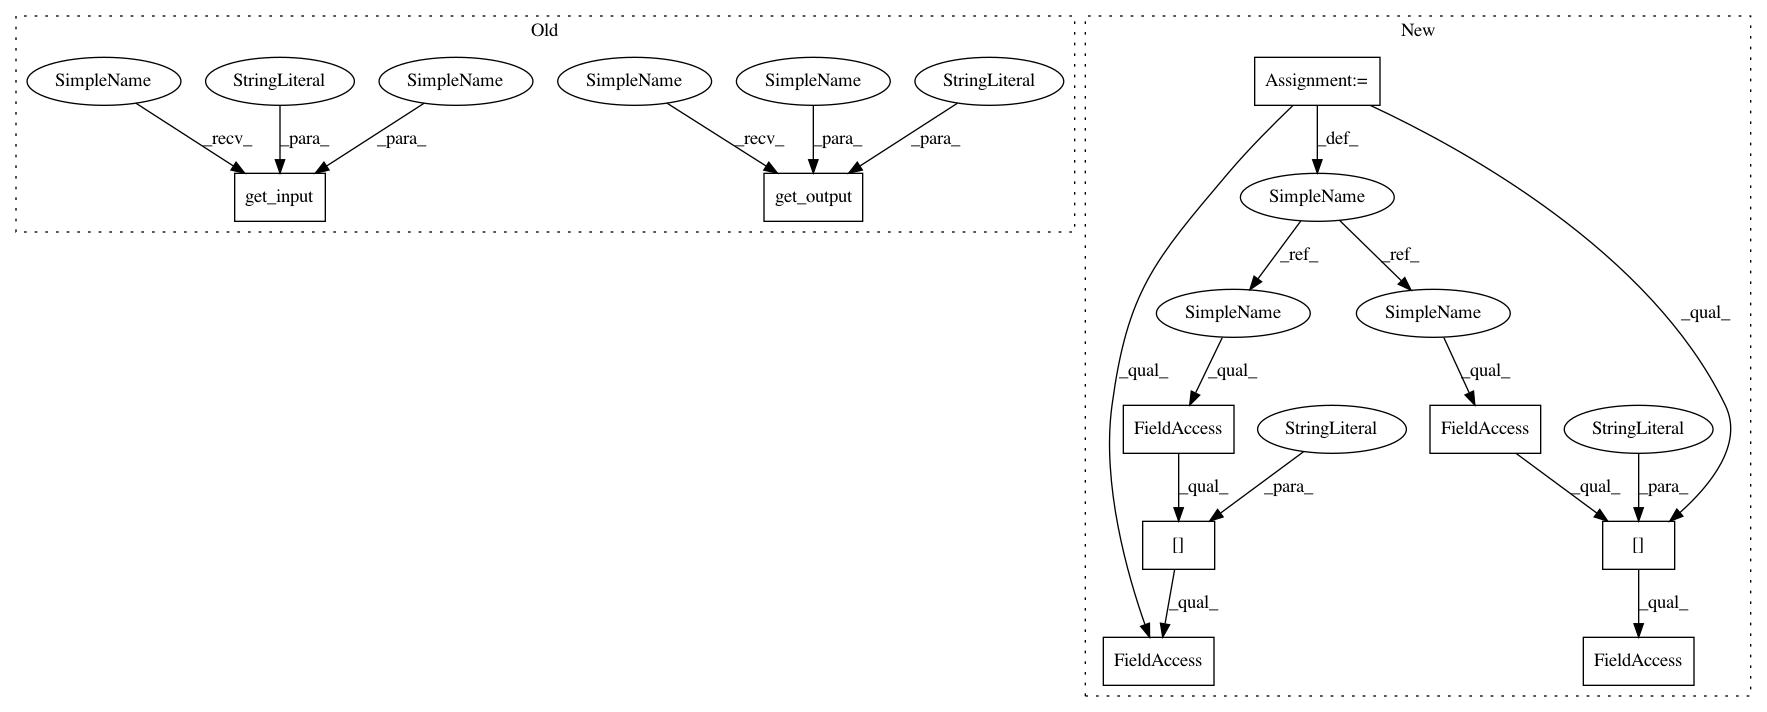 Old
New
SimpleName
StringLiteral
SimpleName
SimpleName
SimpleName
StringLiteral
Assignment:=
_recv_
_para_
_para_
_recv_
_para_
_para_
_def_
get_input
get_output
SimpleName
_ref_
_ref_
SimpleName
SimpleName
_qual_
_qual_
_qual_
_qual_
FieldAccess
StringLiteral
FieldAccess
StringLiteral
_qual_
_para_
_qual_
_para_
[]
[]
_qual_
_qual_
FieldAccess
FieldAccess